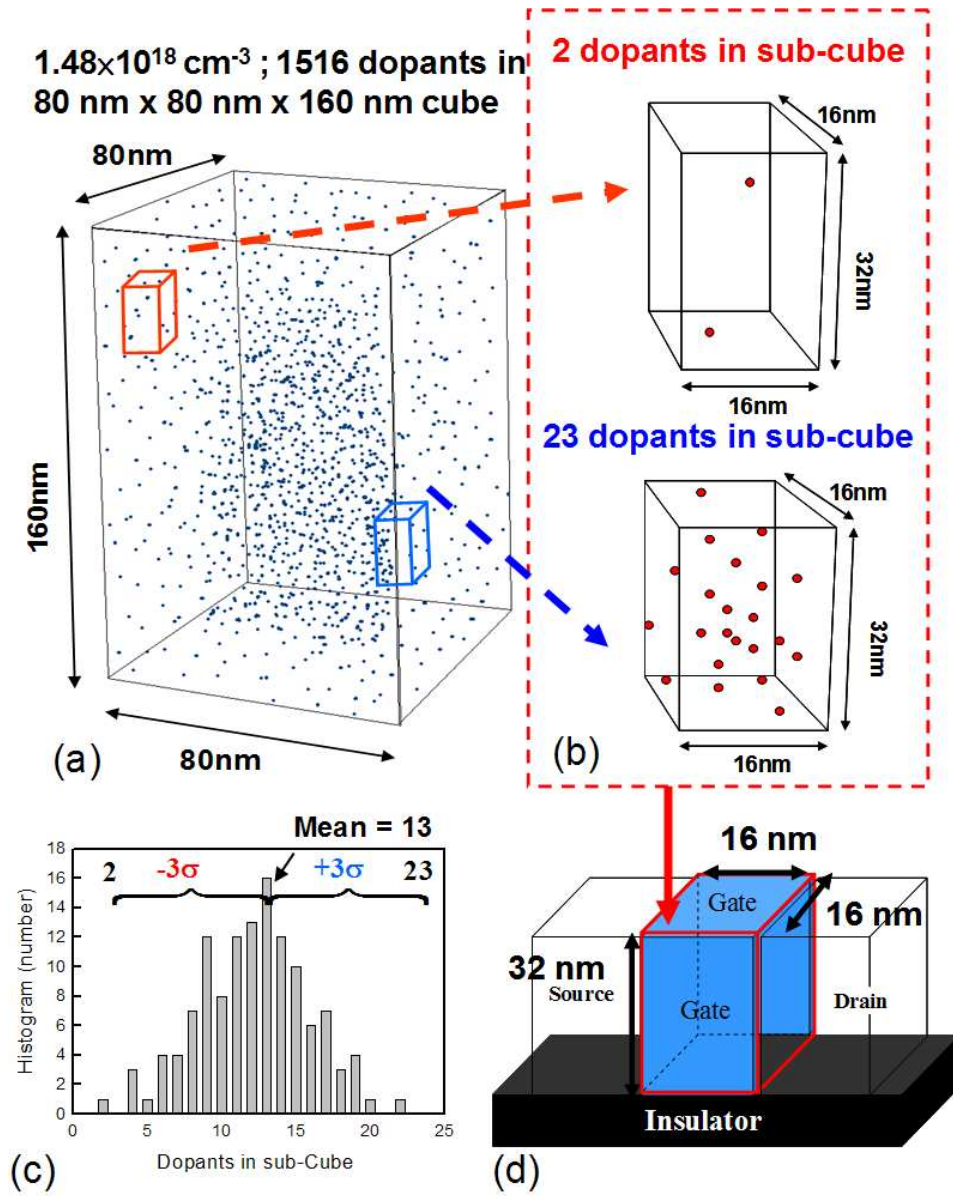 1.48×10¹⁸ cm⁻³ ; 1516 dopants in
80 nm x 80 nm x 160 nm cube
80nm
160nm
80nm
(a)
2 dopants in sub-cube
16nm
32nm
16nm
23 dopants in sub-cube
16nm
32nm
16nm
(b)
Mean = 13
2
-3σ
+3σ
23
Histogram (number)
18
16
14
12
10
8
6
4
2
0
0 5 10 15 20 25
Dopants in sub-Cube
(c)
16 nm
16 nm
32 nm
Gate
Source
Gate
Drain
Insulator
(d)